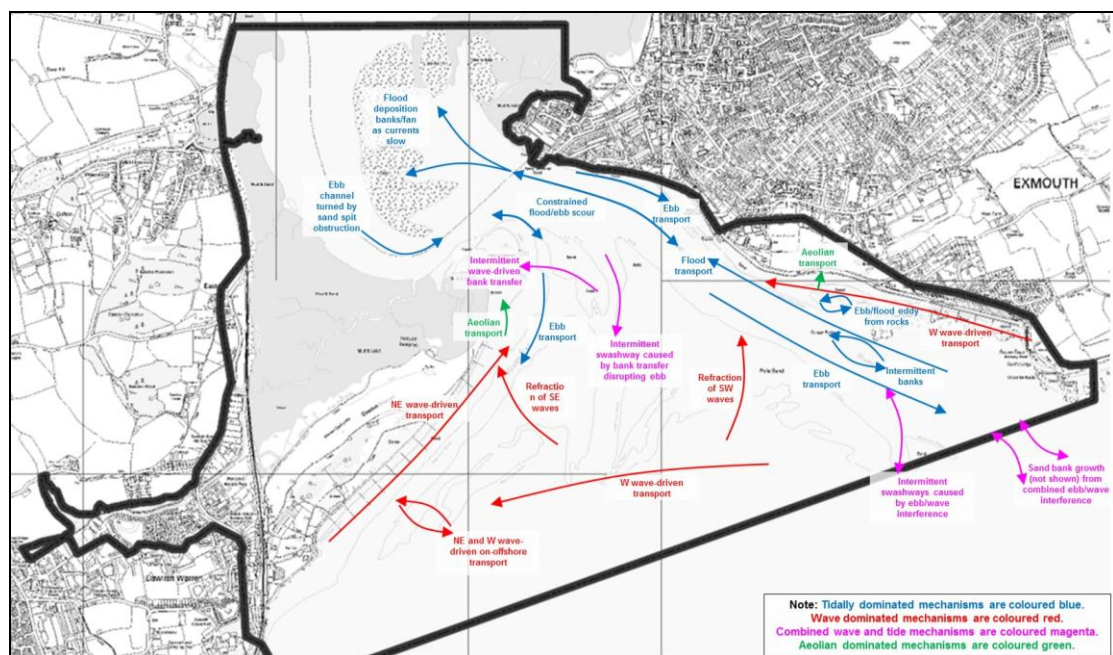 Flood
deposition
banks/fan
as currents
slow
Ebb
channel
turned by
sand spit
obstruction
Constrained
flood/ebb scour
Ebb
transport
EXMOUTH
Flood
transport
Aeolian
transport
Intermittent
wave-driven
bank transfer
Ebb/flood eddy
from rocks
W wave-driven
transport
Aeolian
transport
Ebb
transport
Intermittent
swashway caused
by bank transfer
disrupting ebb
Ebb
transport
Intermittent
banks
Pole Sand
Refractio
n of SE
waves
Refraction
of SW
waves
NE wave-driven
transport
W wave-driven
transport
Intermittent
swashways caused
by ebb/wave
interference
Sand bank growth
(not shown) from
combined ebb/wave
interference
NE and W wave-
driven on-offshore
transport
Dawlish Warren
Note: Tidally dominated mechanisms are coloured blue.
Wave dominated mechanisms are coloured red.
Combined wave and tide mechanisms are coloured magenta.
Aeolian dominated mechanisms are coloured green.